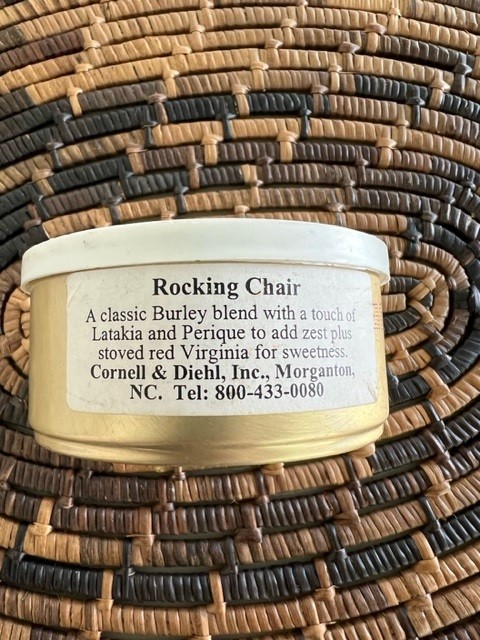 Rocking Chair
A classic Burley blend with a touch of
Latakia and Perique to add zest plus
stoved red Virginia for sweetness.
Cornell & Diehl, Inc., Morganton,
NC. Tel: 800-433-0080